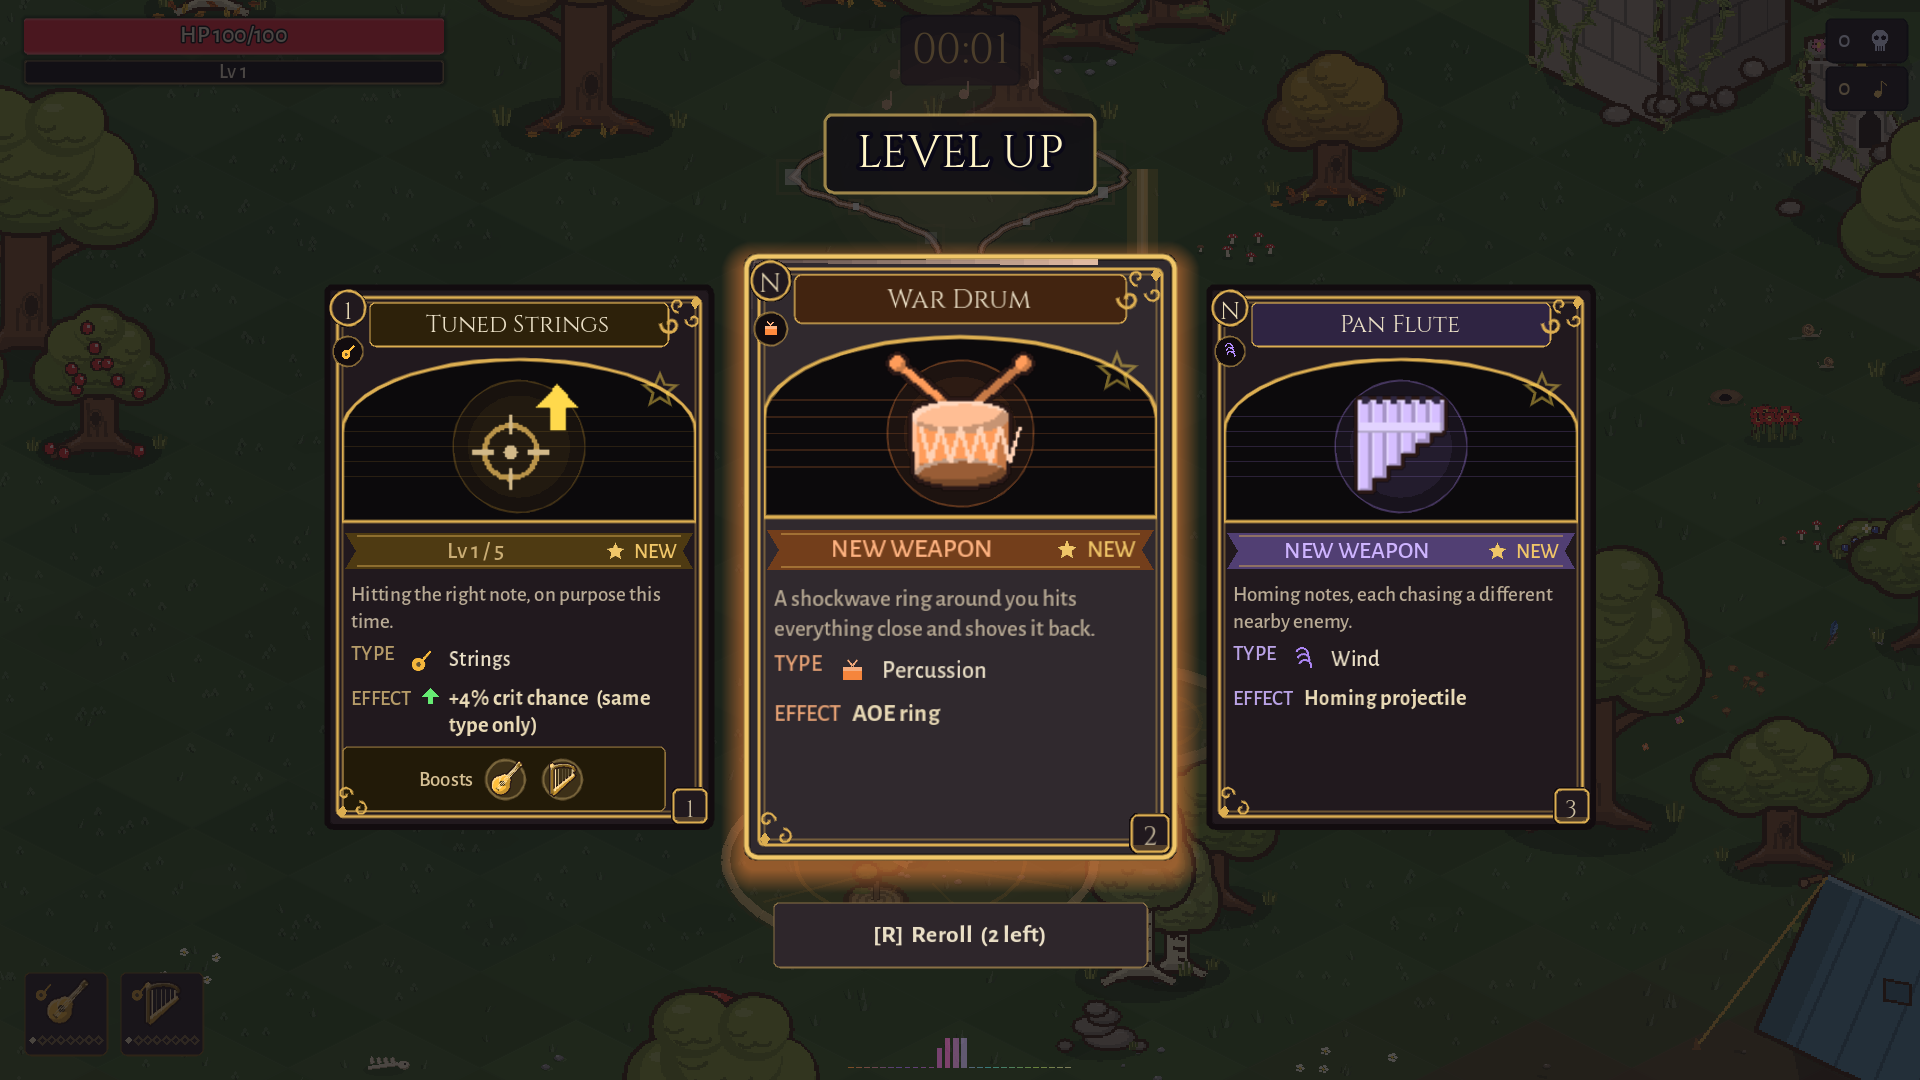 HP 100/100
Lv 1
00:01
0
0
LEVEL UP
1
TUNED STRINGS
Lv 1 / 5
NEW
Hitting the right note, on purpose this
time.
TYPE Strings
EFFECT +4% crit chance (same
type only)
Boosts
1
N
WAR DRUM
NEW WEAPON
NEW
A shockwave ring around you hits
everything close and shoves it back.
TYPE Percussion
EFFECT AOE ring
2
N
PAN FLUTE
NEW WEAPON
NEW
Homing notes, each chasing a different
nearby enemy.
TYPE Wind
EFFECT Homing projectile
3
[R] Reroll (2 left)